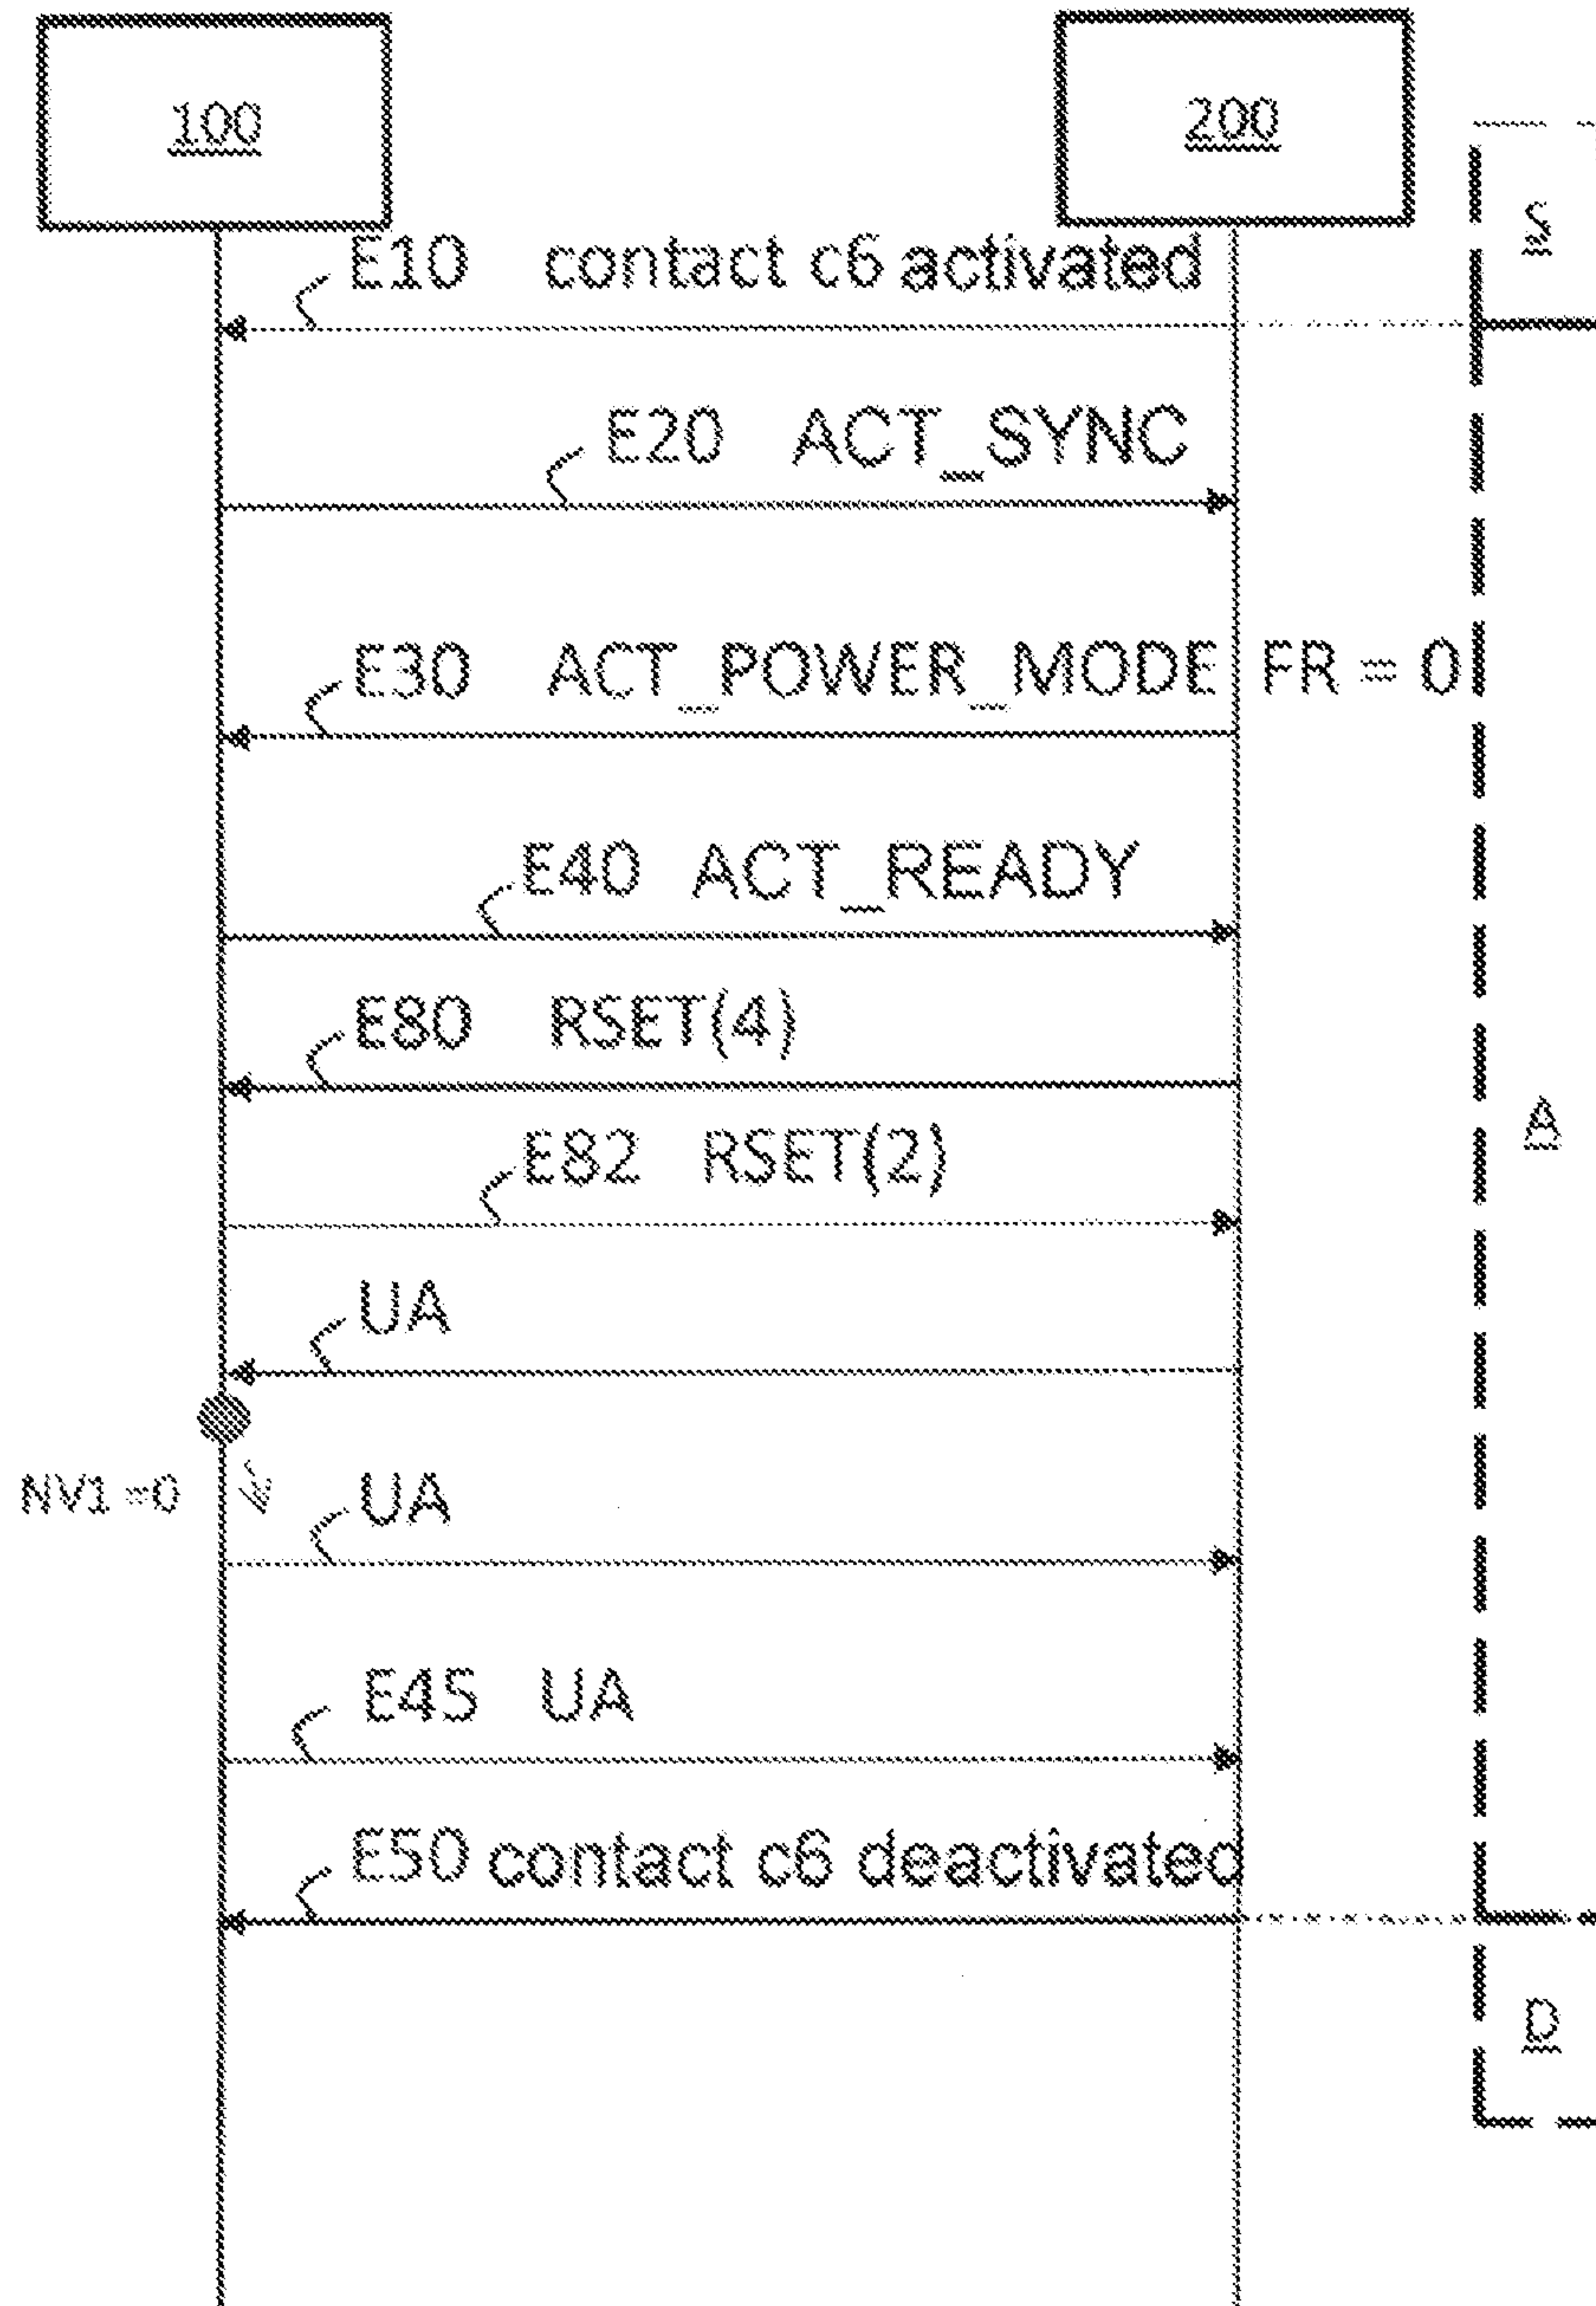 100
200
S
E10 contact c6 activated
E20 ACT_SYNC
E30 ACT_POWER_MODE FR = 0
E40 ACT_READY
E80 RSET(4)
A
E82 RSET(2)
UA
NV1 =0
UA
E45 UA
E50 contact c6 deactivated
D